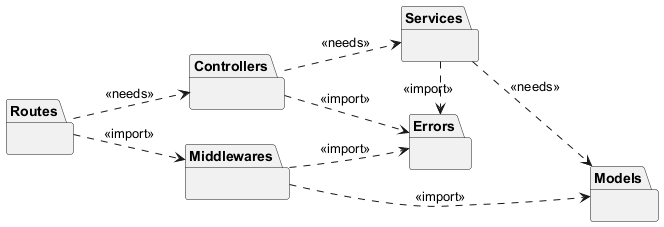 Services
«needs»
Controllers
«needs»
«import»
«needs»
«import»
Routes
Errors
«import»
«import»
Middlewares
Models
«import»